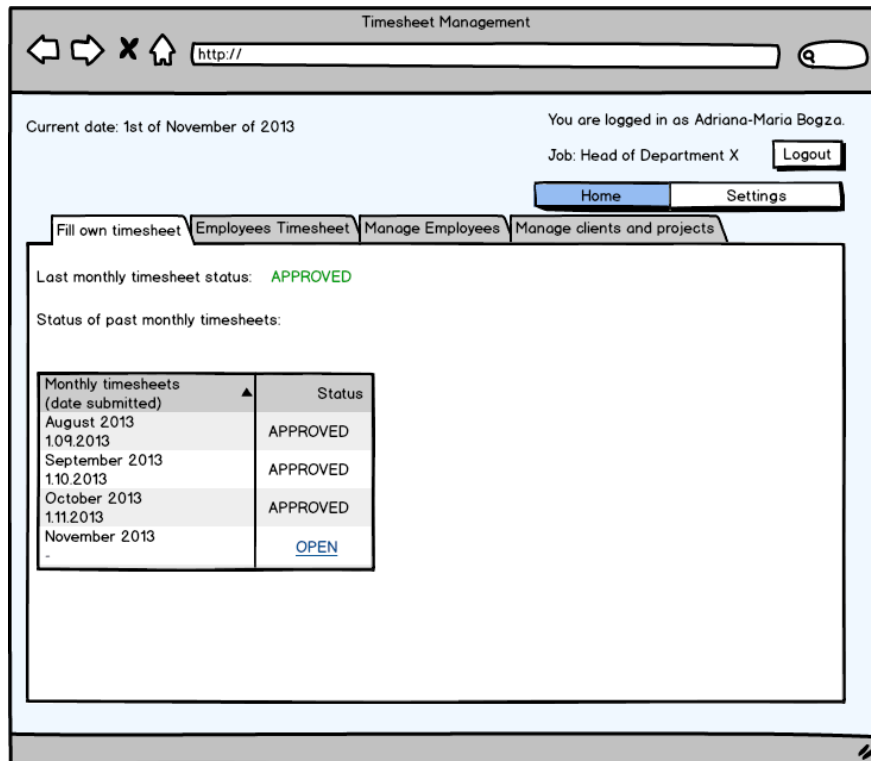 Timesheet Management
http://
Current date: 1st of November of 2013
You are logged in as Adriana-Maria Bogza.
Job: Head of Department X
Logout
Home
Settings
Fill own timesheet
Employees Timesheet
Manage Employees
Manage clients and projects
Last monthly timesheet status: APPROVED
Status of past monthly timesheets:
Monthly timesheets
(date submitted)
Status
August 2013
1.09.2013
APPROVED
September 2013
1.10.2013
APPROVED
October 2013
1.11.2013
APPROVED
November 2013
-
OPEN